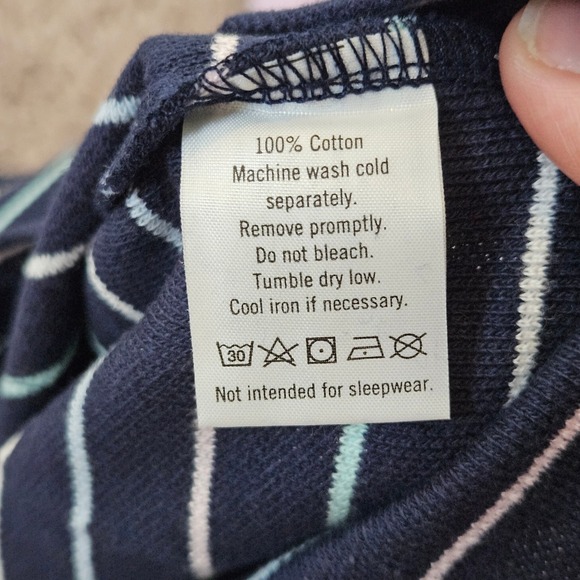 100% Cotton
Machine wash cold
separately.
Remove promptly.
Do not bleach.
Tumble dry low.
Cool iron if necessary.
30
Not intended for sleepwear.